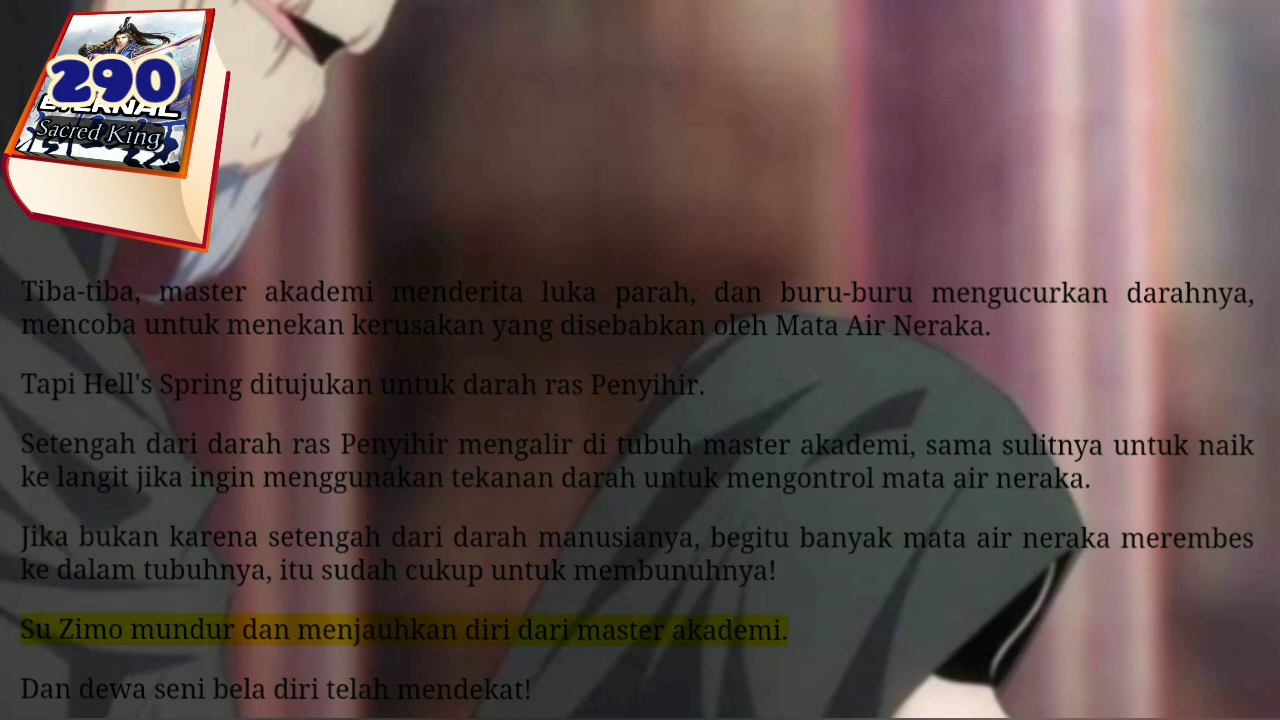 290
ETERNAL
Sacred King
Tiba-tiba, master akademi menderita luka parah, dan buru-buru mengucurkan darahnya,
mencoba untuk menekan kerusakan yang disebabkan oleh Mata Air Neraka.
Tapi Hell's Spring ditujukan untuk darah ras Penyihir.
Setengah dari darah ras Penyihir mengalir di tubuh master akademi, sama sulitnya untuk naik
ke langit jika ingin menggunakan tekanan darah untuk mengontrol mata air neraka.
Jika bukan karena setengah dari darah manusianya, begitu banyak mata air neraka merembes
ke dalam tubuhnya, itu sudah cukup untuk membunuhnya!
Su Zimo mundur dan menjauhkan diri dari master akademi.
Dan dewa seni bela diri telah mendekat!